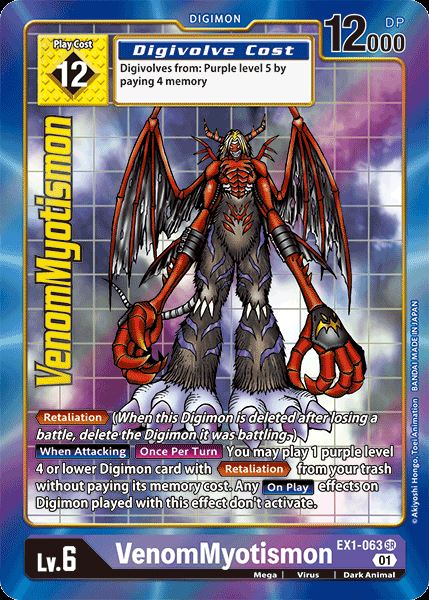 DIGIMON
Play Cost
12
Digivolve Cost
Digivolves from: Purple level 5 by
paying 4 memory
DP
12000
VenomMyotismon
©Akiyoshi Hongo, Toei Animation BANDAI MADE IN JAPAN
Retaliation (When this Digimon is deleted after losing a
battle, delete the Digimon it was battling.)
When Attacking Once Per Turn You may play 1 purple level
4 or lower Digimon card with Retaliation from your trash
without paying its memory cost. Any On Play effects on
Digimon played with this effect don't activate.
Lv.6
VenomMyotismon
EX1-063 SR
01
Mega | Virus | Dark Animal